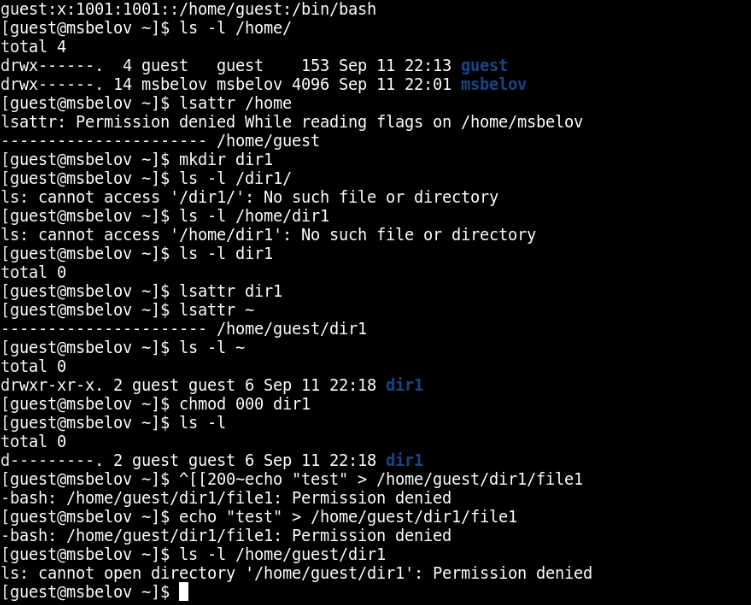 guest:x:1001:1001::/home/guest:/bin/bash
[guest@msbelov ~]$ ls -l /home/
total 4
drwx------.  4 guest   guest    153 Sep 11 22:13 guest
drwx------. 14 msbelov msbelov 4096 Sep 11 22:01 msbelov
[guest@msbelov ~]$ lsattr /home
lsattr: Permission denied While reading flags on /home/msbelov
---------------------- /home/guest
[guest@msbelov ~]$ mkdir dir1
[guest@msbelov ~]$ ls -l /dir1/
ls: cannot access '/dir1/': No such file or directory
[guest@msbelov ~]$ ls -l /home/dir1
ls: cannot access '/home/dir1': No such file or directory
[guest@msbelov ~]$ ls -l dir1
total 0
[guest@msbelov ~]$ lsattr dir1
[guest@msbelov ~]$ lsattr ~
---------------------- /home/guest/dir1
[guest@msbelov ~]$ ls -l ~
total 0
drwxr-xr-x. 2 guest guest 6 Sep 11 22:18 dir1
[guest@msbelov ~]$ chmod 000 dir1
[guest@msbelov ~]$ ls -l
total 0
d---------. 2 guest guest 6 Sep 11 22:18 dir1
[guest@msbelov ~]$ ^[[200~echo "test" > /home/guest/dir1/file1
-bash: /home/guest/dir1/file1: Permission denied
[guest@msbelov ~]$ echo "test" > /home/guest/dir1/file1
-bash: /home/guest/dir1/file1: Permission denied
[guest@msbelov ~]$ ls -l /home/guest/dir1
ls: cannot open directory '/home/guest/dir1': Permission denied
[guest@msbelov ~]$